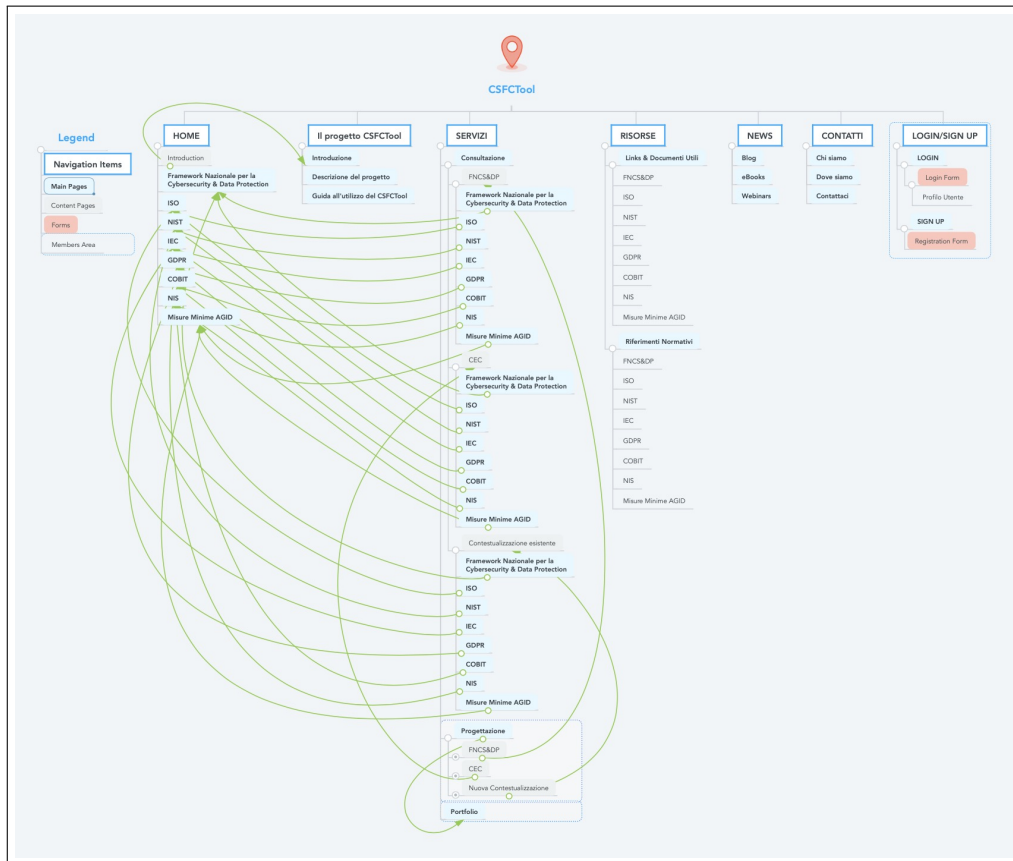 CSFCTool
Legend
Navigation Items
Main Pages
Content Pages
Forms
Members Area
HOME
Introduction
Framework Nazionale per la
Cybersecurity & Data Protection
ISO
NIST
IEC
GDPR
COBIT
NIS
Misure Minime AGID
Il progetto CSFCTool
Introduzione
Descrizione del progetto
Guida all'utilizzo del CSFCTool
SERVIZI
Consultazione
FNCS&DP
Framework Nazionale per la
Cybersecurity & Data Protection
ISO
NIST
IEC
GDPR
COBIT
NIS
Misure Minime AGID
CEC
Framework Nazionale per la
Cybersecurity & Data Protection
ISO
NIST
IEC
GDPR
COBIT
NIS
Misure Minime AGID
Contestualizzazione esistente
Framework Nazionale per la
Cybersecurity & Data Protection
ISO
NIST
IEC
GDPR
COBIT
NIS
Misure Minime AGID
Progettazione
FNCS&DP
CEC
Nuova Contestualizzazione
Portfolio
RISORSE
Links & Documenti Utili
FNCS&DP
ISO
NIST
IEC
GDPR
COBIT
NIS
Misure Minime AGID
Riferimenti Normativi
FNCS&DP
ISO
NIST
IEC
GDPR
COBIT
NIS
Misure Minime AGID
NEWS
Blog
eBooks
Webinars
CONTATTI
Chi siamo
Dove siamo
Contattaci
LOGIN/SIGN UP
LOGIN
Login Form
Profilo Utente
SIGN UP
Registration Form